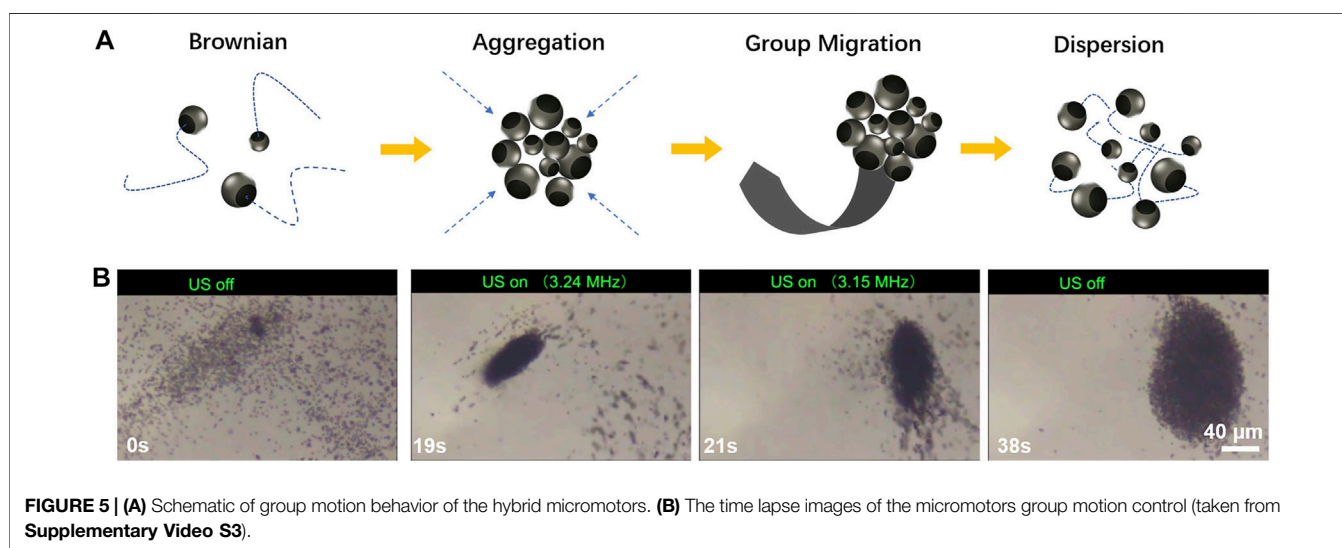 A
Brownian
Aggregation
Group Migration
Dispersion
B
US off
US on （3.24 MHz）
US on （3.15 MHz）
US off
0s
19s
21s
38s
40 µm
FIGURE 5 | (A) Schematic of group motion behavior of the hybrid micromotors. (B) The time lapse images of the micromotors group motion control (taken from
Supplementary Video S3).